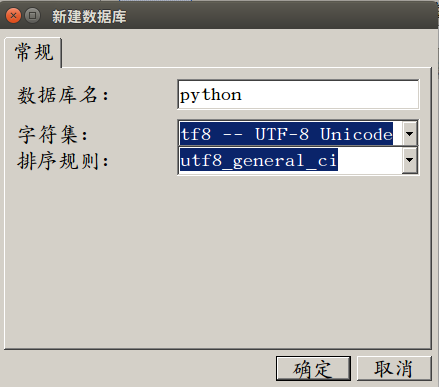 新建数据库
常规
数据库名： python
字符集： tf8 -- UTF-8 Unicode
排序规则： utf8_general_ci
确定 取消